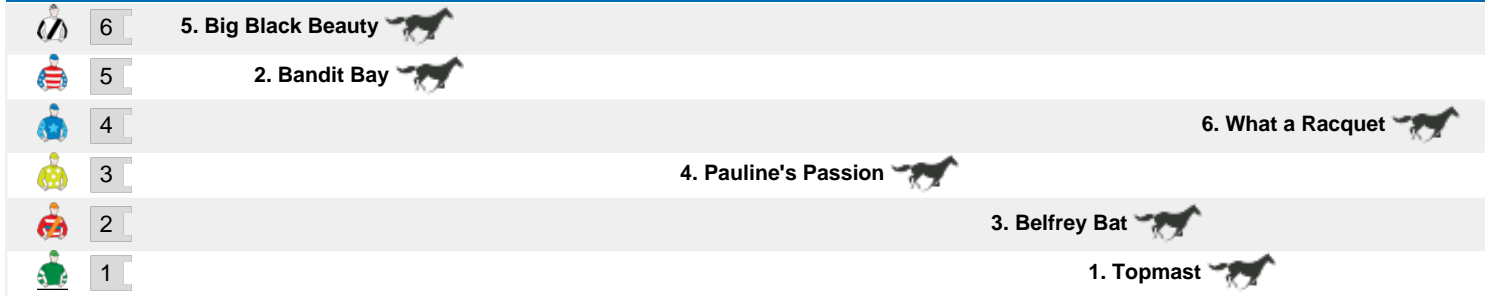 6 5. Big Black Beauty
5 2. Bandit Bay
4 6. What a Racquet
3 4. Pauline's Passion
2 3. Belfrey Bat
1 1. Topmast